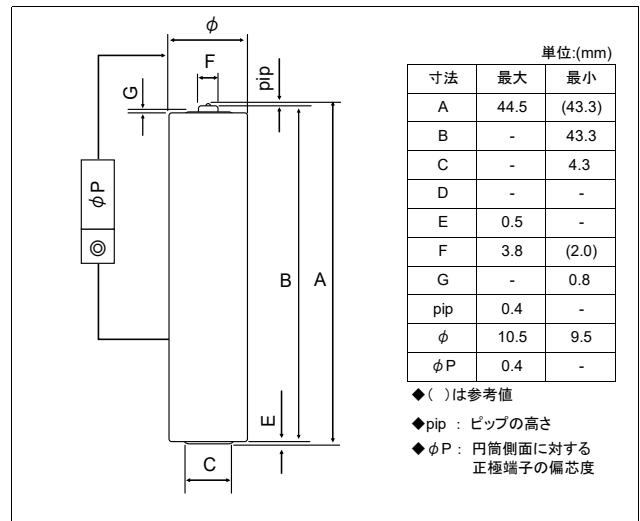 φ
F
pip
G
φP
◎
B
A
E
C
単位:(mm)
寸法 最大 最小
A 44.5 (43.3)
B - 43.3
C - 4.3
D - -
E 0.5 -
F 3.8 (2.0)
G - 0.8
pip 0.4 -
φ 10.5 9.5
φP 0.4 -
◆( )は参考値
◆pip : ピップの高さ
◆φP : 円筒側面に対する
正極端子の偏芯度